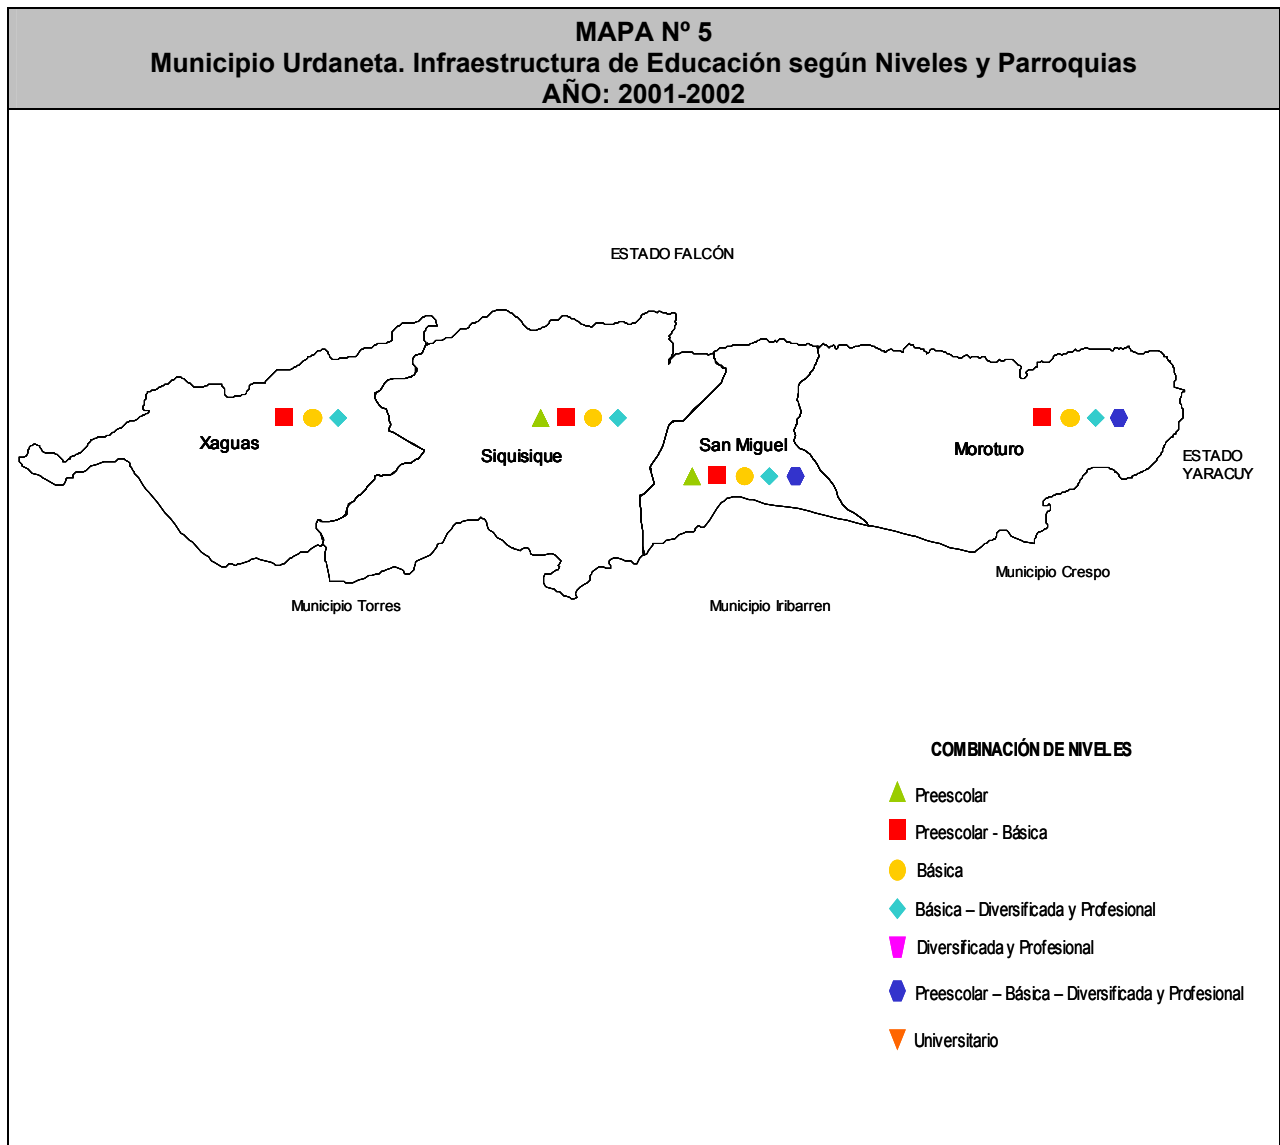 MAPA Nº 5
Municipio Urdaneta. Infraestructura de Educación según Niveles y Parroquias
AÑO: 2001-2002
ESTADO FALCÓN
Xaguas
Siquisique
San Miguel
Moroturo
ESTADO
YARACUY
Municipio Torres
Municipio Iribarren
Municipio Crespo
COMBINACIÓN DE NIVELES
Preescolar
Preescolar - Básica
Básica
Básica – Diversificada y Profesional
Diversificada y Profesional
Preescolar – Básica – Diversificada y Profesional
Universitario